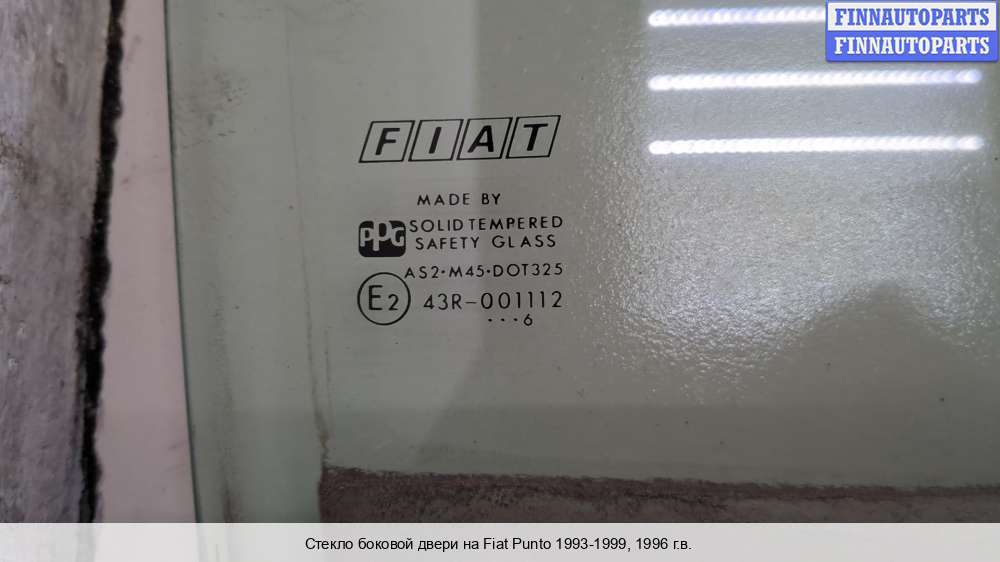 FINNAUTOPARTS
FINNAUTOPARTS
FIAT
MADE BY
PPG SOLID TEMPERED
SAFETY GLASS
AS2·M45·DOT325
E2 43R-001112
···6
Стекло боковой двери на Fiat Punto 1993-1999, 1996 г.в.